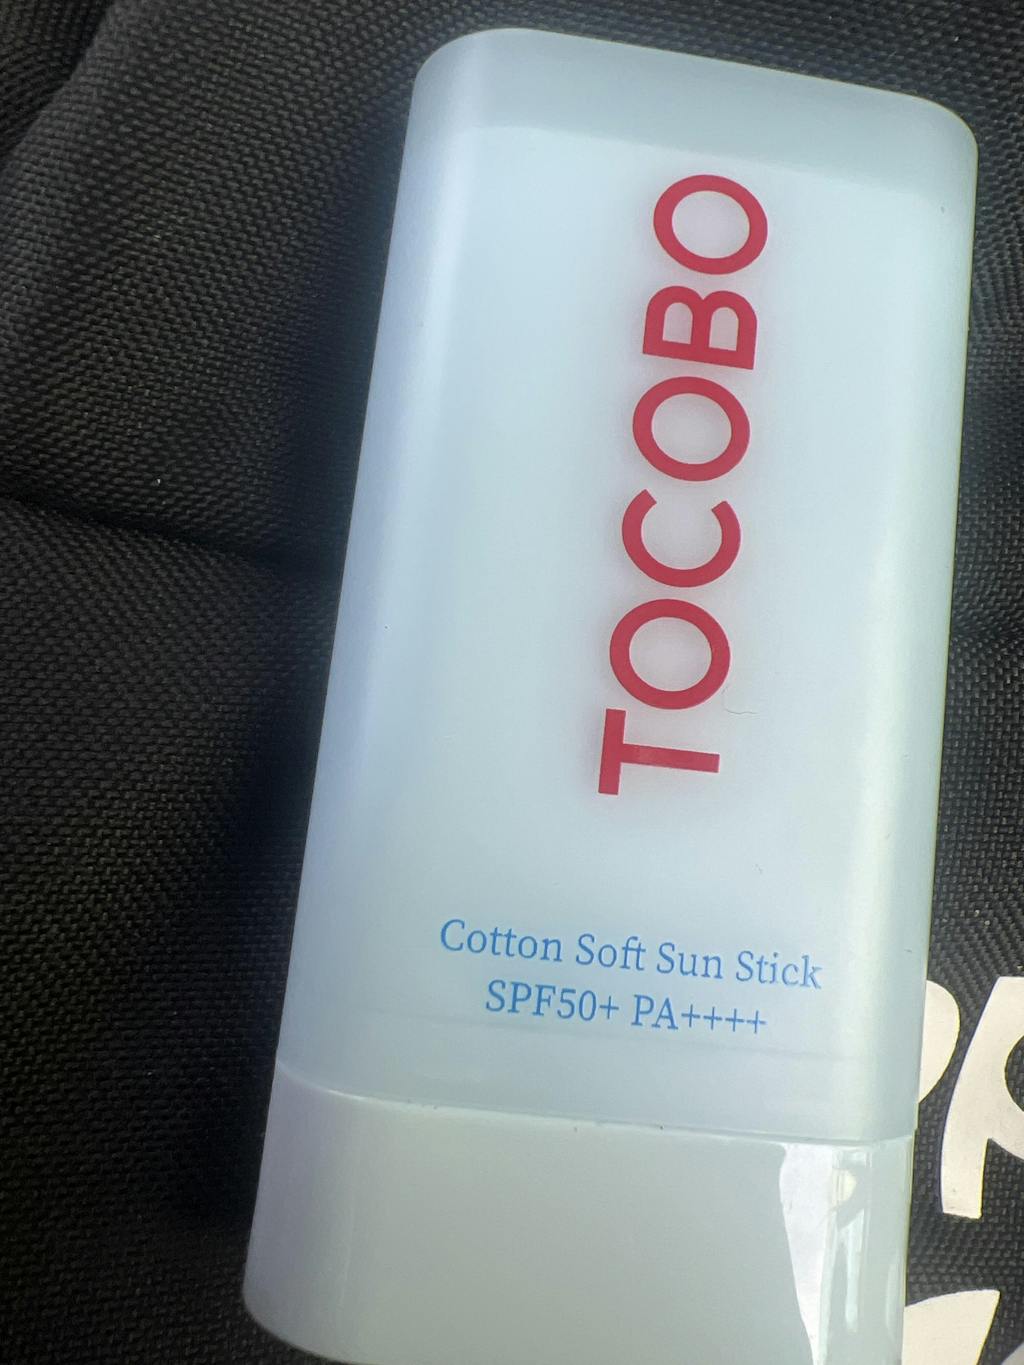 TOCOBO
Cotton Soft Sun Stick
SPF50+ PA++++